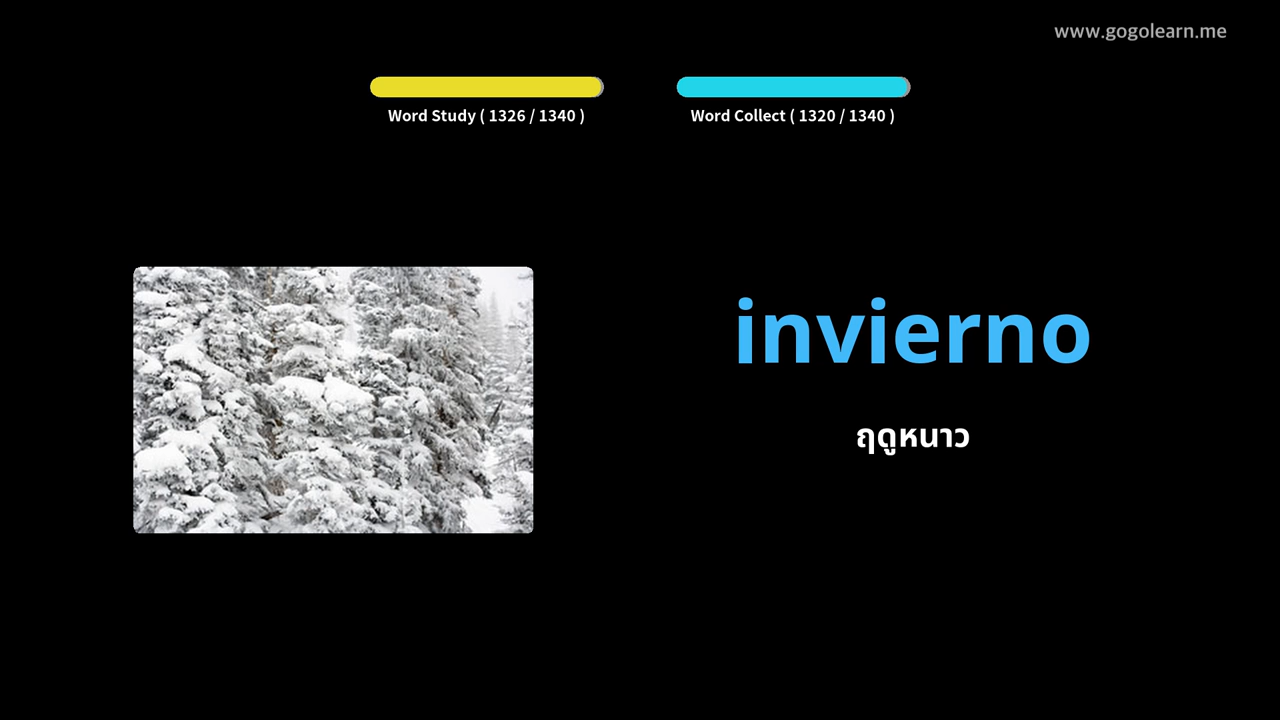 www.gogolearn.me
Word Study ( 1326 / 1340 )
Word Collect ( 1320 / 1340 )
invierno
ฤดูหนาว